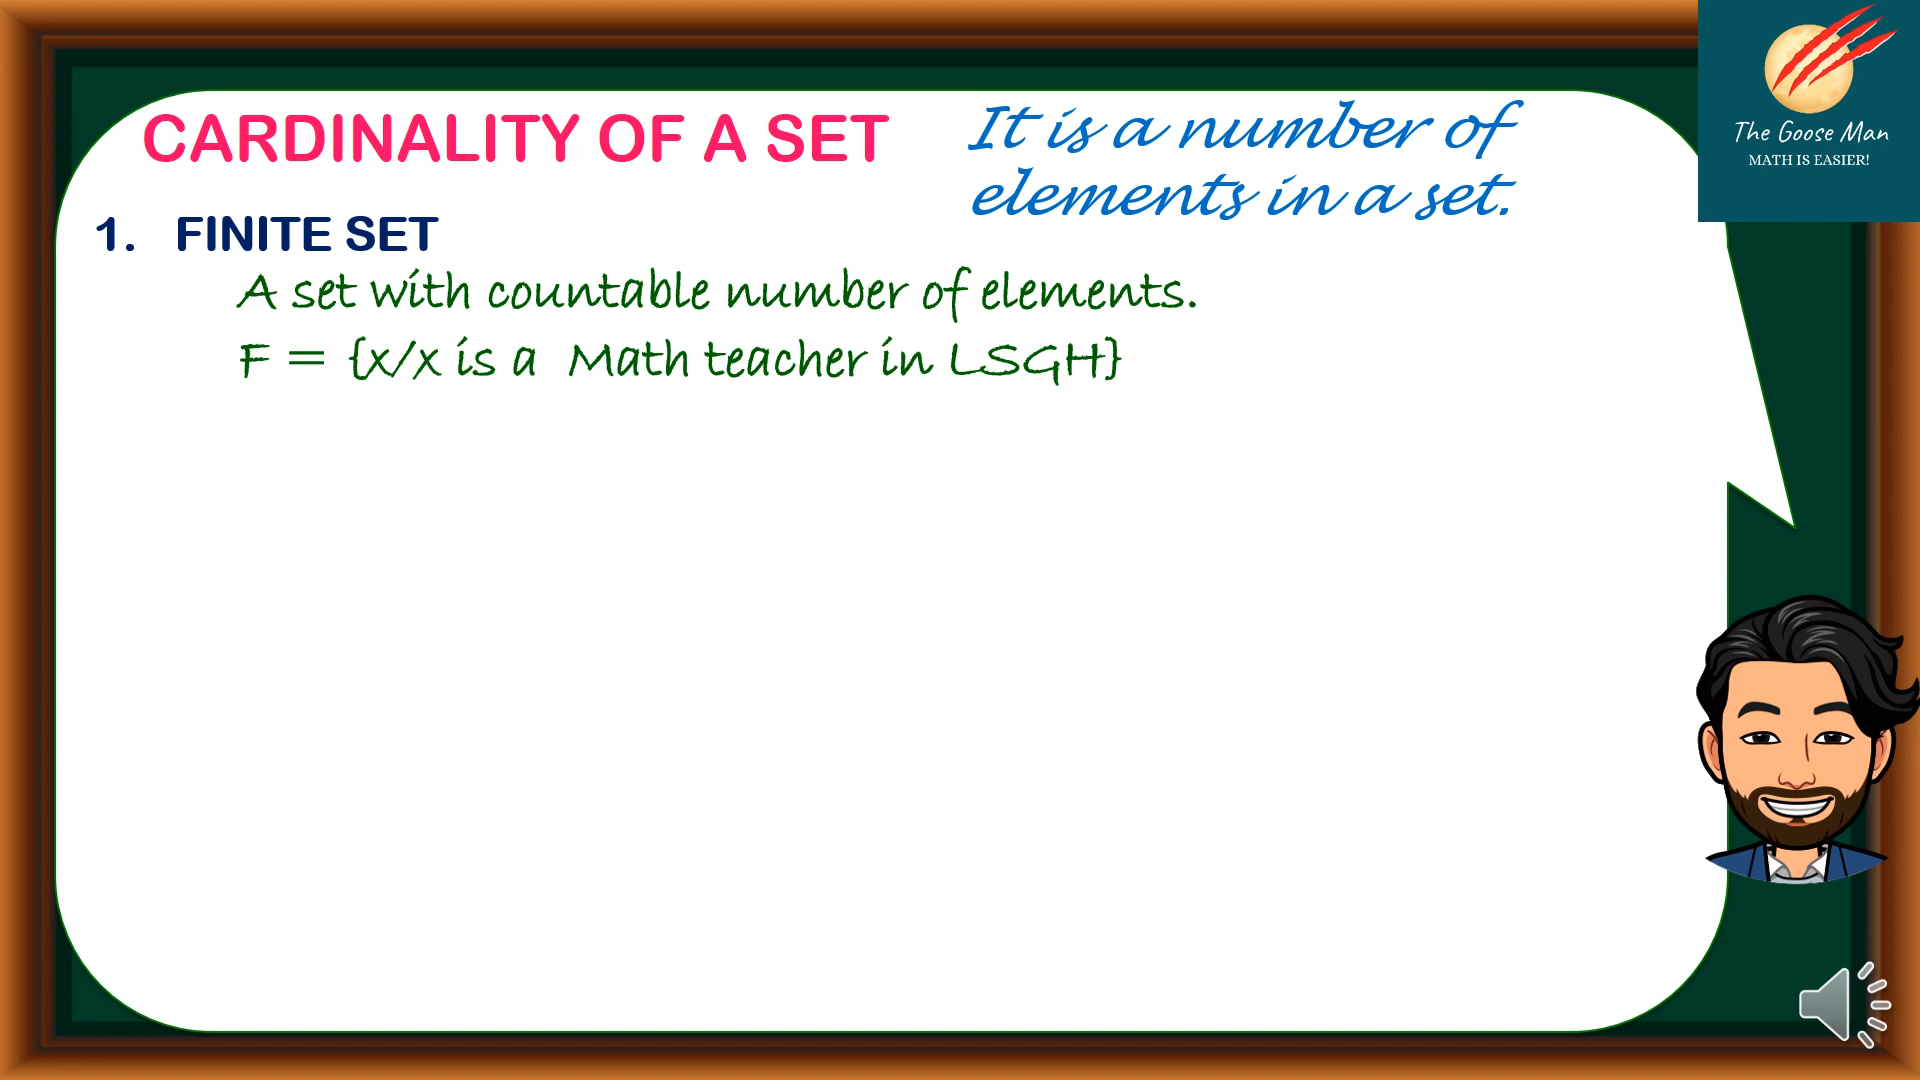 CARDINALITY OF A SET
It is a number of
elements in a set.
1. FINITE SET
A set with countable number of elements.
F = {x/x is a Math teacher in LSGH}
The Goose Man
MATH IS EASIER!